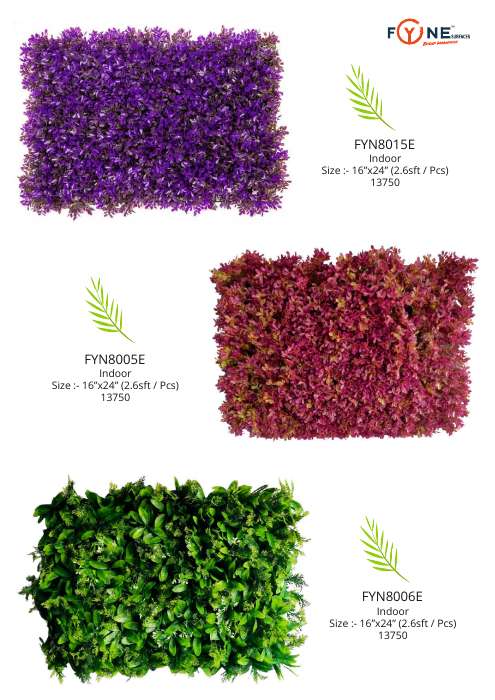 FYNE
SURFACES
FYN8015E
Indoor
Size :- 16”x24” (2.6sft / Pcs)
13750
FYN8005E
Indoor
Size :- 16”x24” (2.6sft / Pcs)
13750
FYN8006E
Indoor
Size :- 16”x24” (2.6sft / Pcs)
13750